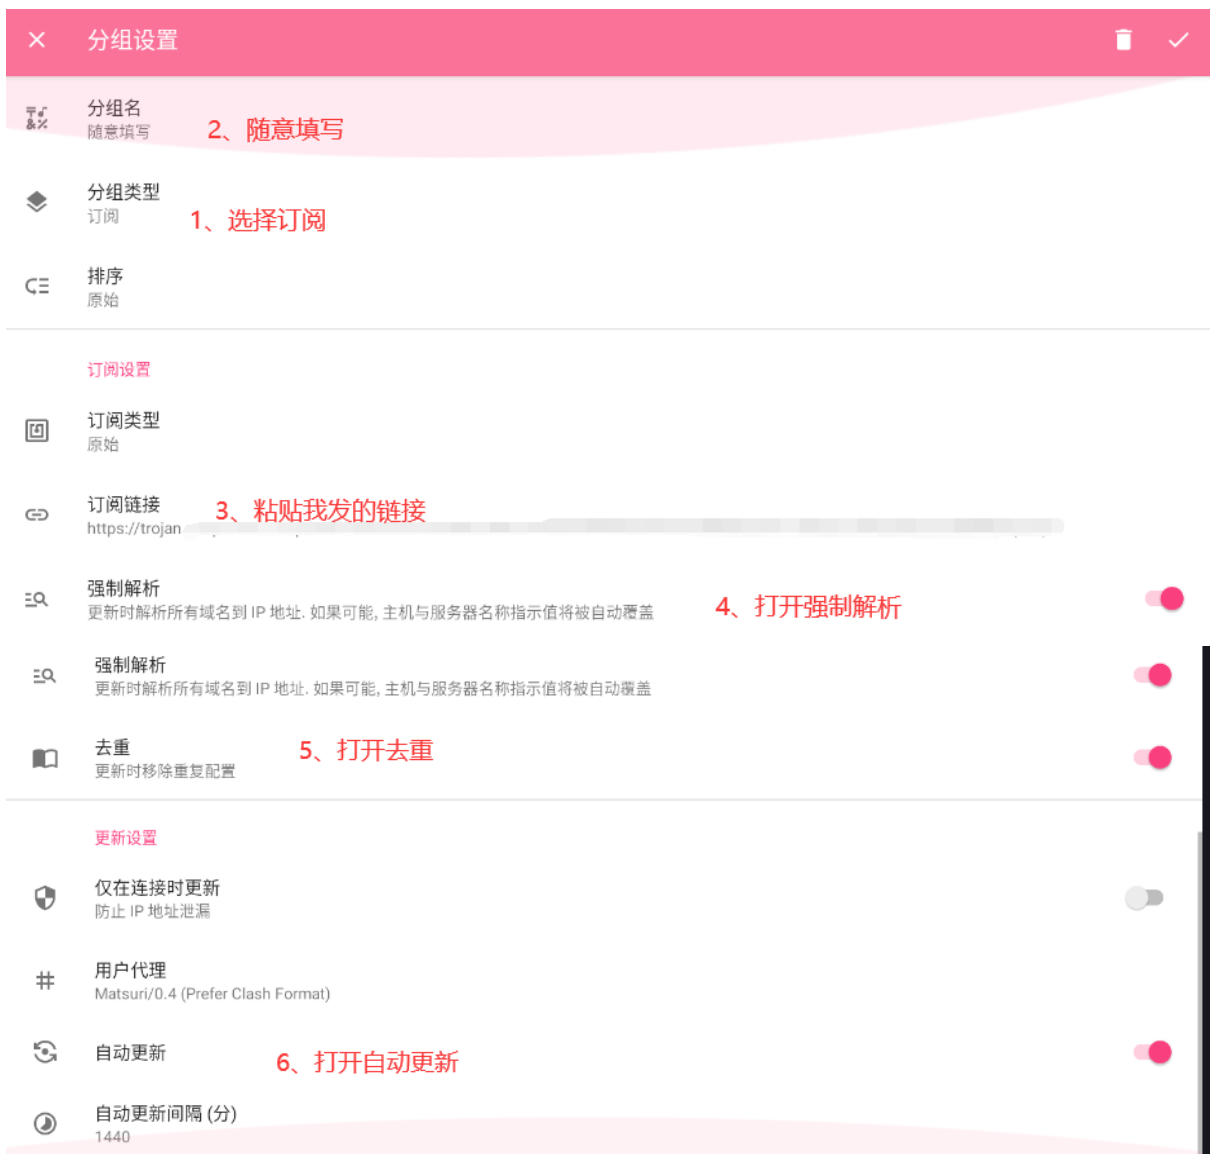 分组设置
分组名
随意填写
2、随意填写
分组类型
订阅
1、选择订阅
排序
原始
订阅设置
订阅类型
原始
订阅链接
3、粘贴我发的链接
https://trojan
强制解析
更新时解析所有域名到 IP 地址. 如果可能, 主机与服务器名称指示值将被自动覆盖
4、打开强制解析
强制解析
更新时解析所有域名到 IP 地址. 如果可能, 主机与服务器名称指示值将被自动覆盖
去重
更新时移除重复配置
5、打开去重
更新设置
仅在连接时更新
防止 IP 地址泄漏
用户代理
Matsuri/0.4 (Prefer Clash Format)
自动更新
6、打开自动更新
自动更新间隔 (分)
1440